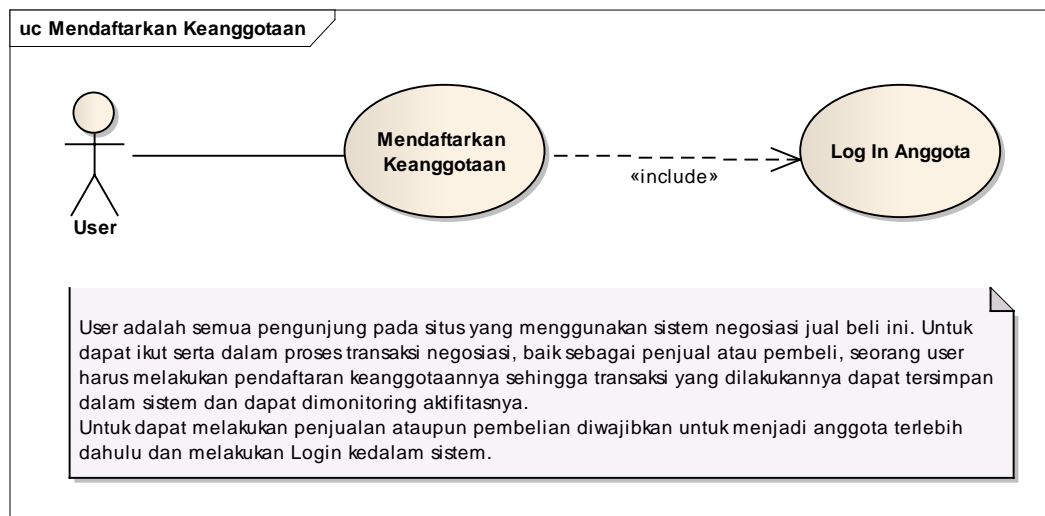 uc Mendaftarkan Keanggotaan
Mendaftarkan
Keanggotaan
Log In Anggota
«include»
User
User adalah semua pengunjung pada situs yang menggunakan sistem negosiasi jual beli ini. Untuk
dapat ikut serta dalam proses transaksi negosiasi, baik sebagai penjual atau pembeli, seorang user
harus melakukan pendaftaran keanggotaannya sehingga transaksi yang dilakukannya dapat tersimpan
dalam sistem dan dapat dimonitoring aktifitasnya.
Untuk dapat melakukan penjualan ataupun pembelian diwajibkan untuk menjadi anggota terlebih
dahulu dan melakukan Login kedalam sistem.